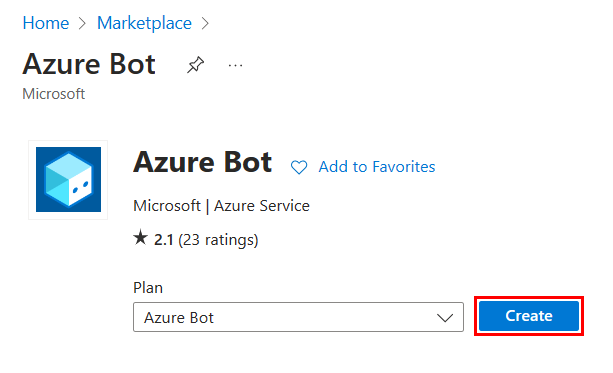 Home > Marketplace >
Azure Bot ...
Microsoft
Azure Bot Add to Favorites
Microsoft | Azure Service
★ 2.1 (23 ratings)
Plan
Azure Bot Create